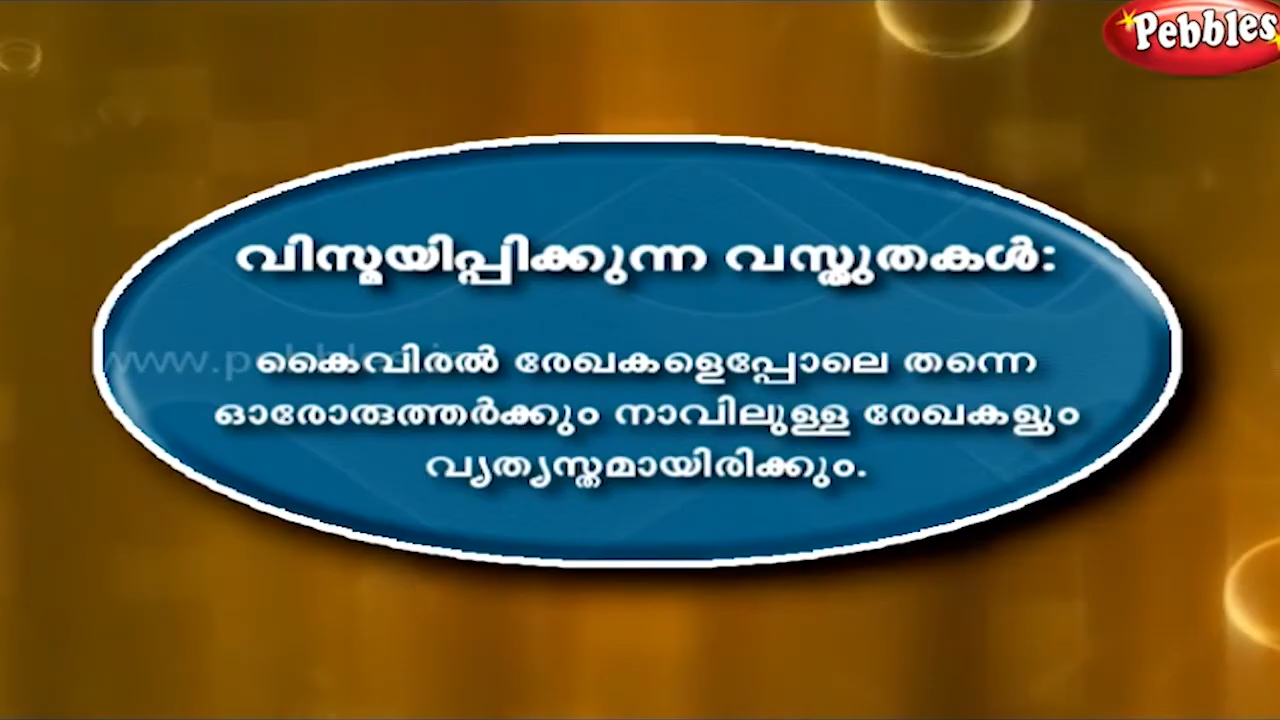 Pebbles
വിസ്മയിപ്പിക്കുന്ന വസ്തുതകൾ:
കൈവിരൽ രേഖകളെപ്പോലെ തന്നെ
ഓരോരുത്തർക്കും നാവിലുള്ള രേഖകളും
വ്യത്യസ്തമായിരിക്കും.